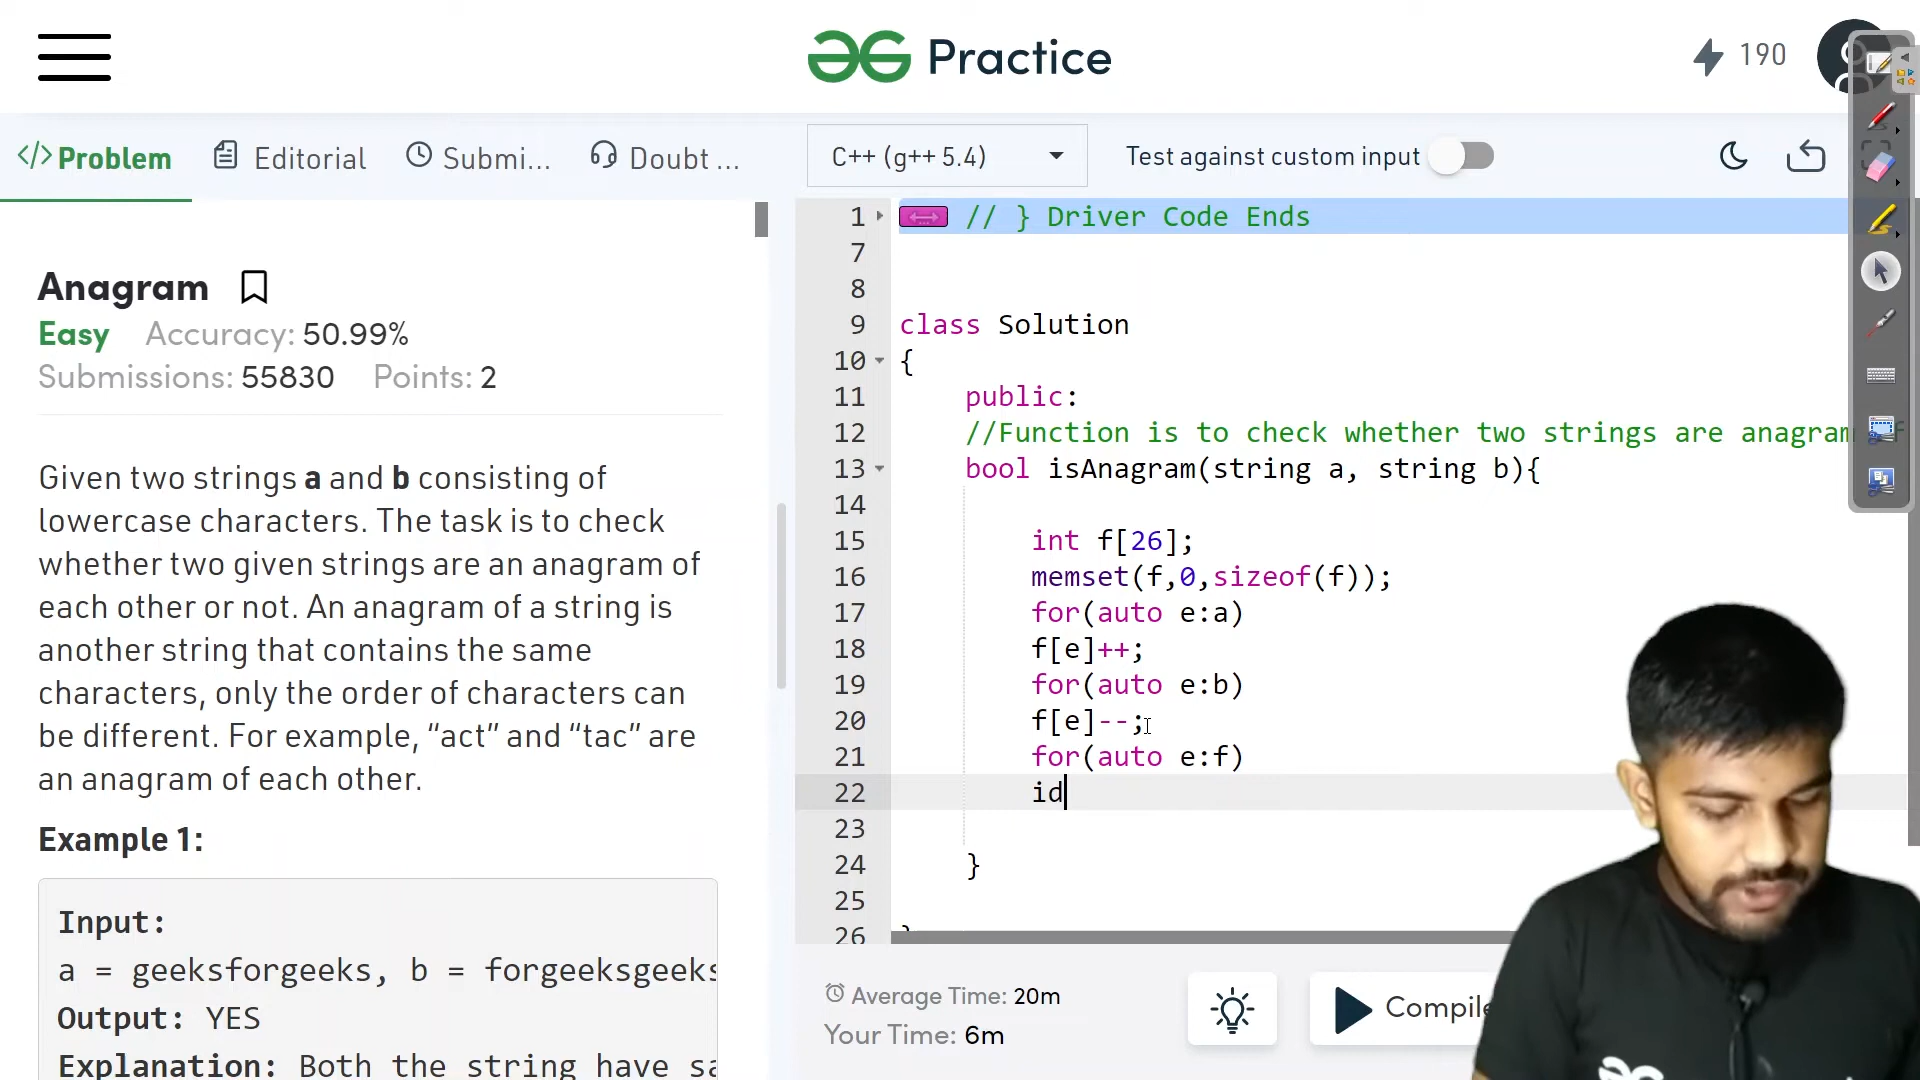 Practice
190
</> Problem
Editorial
Submi...
Doubt ...
C++ (g++ 5.4)
Test against custom input
Anagram
Easy Accuracy: 50.99%
Submissions: 55830 Points: 2
Given two strings a and b consisting of
lowercase characters. The task is to check
whether two given strings are an anagram of
each other or not. An anagram of a string is
another string that contains the same
characters, only the order of characters can
be different. For example, “act” and “tac” are
an anagram of each other.
Example 1:
Input:
a = geeksforgeeks, b = forgeeksgeeks
Output: YES
Explanation: Both the string have sa
1 // } Driver Code Ends
7
8
9 class Solution
10 {
11 public:
12 //Function is to check whether two strings are anagram
13 bool isAnagram(string a, string b){
14
15 int f[26];
16 memset(f,0,sizeof(f));
17 for(auto e:a)
18 f[e]++;
19 for(auto e:b)
20 f[e]--;
21 for(auto e:f)
22 id
23
24 }
25
26
Average Time: 20m
Your Time: 6m
Compile